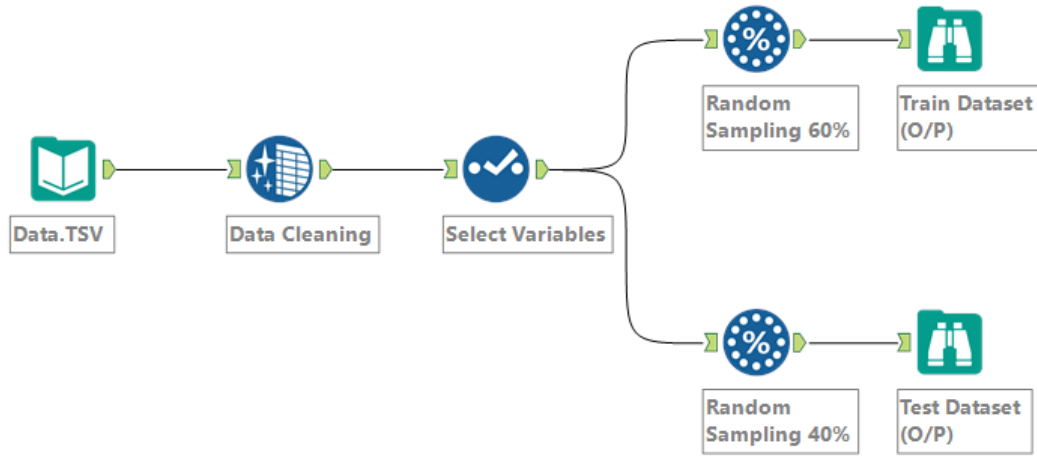 %
Random
Sampling 60%
Train Dataset
(O/P)
Data.TSV
Data Cleaning
Select Variables
%
Random
Sampling 40%
Test Dataset
(O/P)